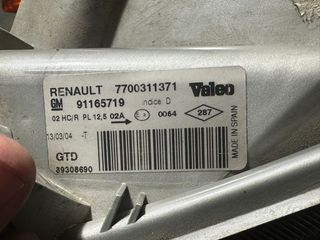 RENAULT 7700311371 Valeo
GM 91165719 indice D
02 HC/R PL 12,5 02A E2 0064 287
13/03/04 -T
GTD
89308690
MADE IN SPAIN